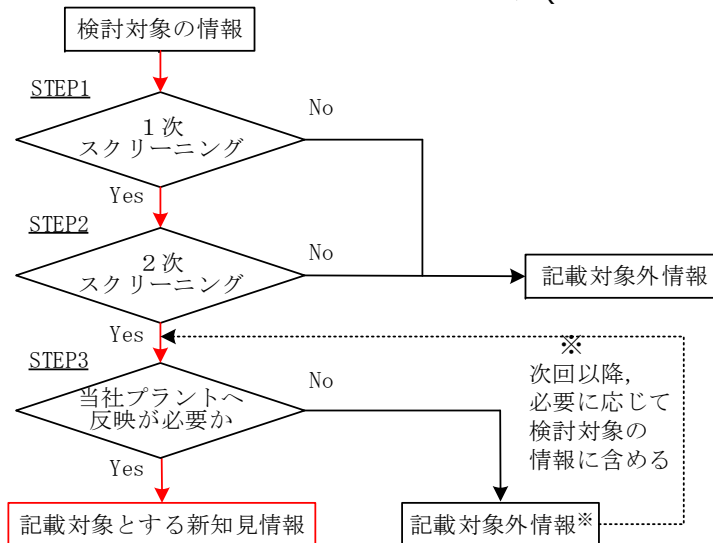 検討対象の情報
STEP1
No
1次
スクリーニング
Yes
STEP2
No
2次
スクリーニング
記載対象外情報
Yes
STEP3
※
次回以降,
必要に応じて
検討対象の
情報に含める
No
当社プラントへ
反映が必要か
Yes
記載対象とする新知見情報
記載対象外情報※